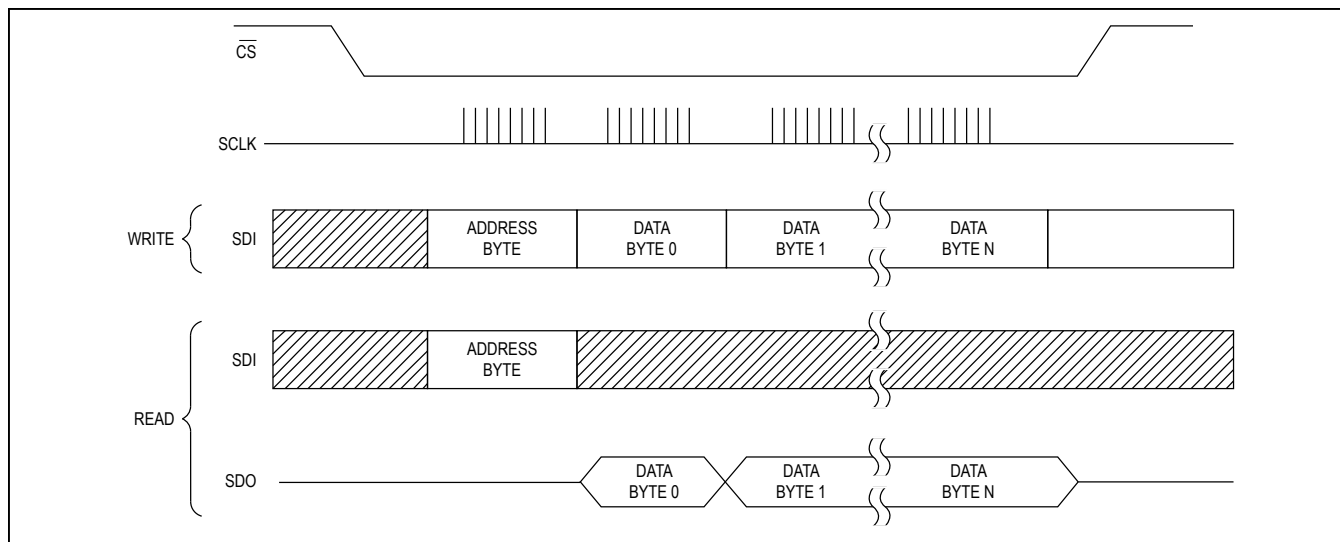 C̅S̅
SCLK
WRITE
SDI
ADDRESS
BYTE
DATA
BYTE 0
DATA
BYTE 1
DATA
BYTE N
READ
SDI
ADDRESS
BYTE
SDO
DATA
BYTE 0
DATA
BYTE 1
DATA
BYTE N